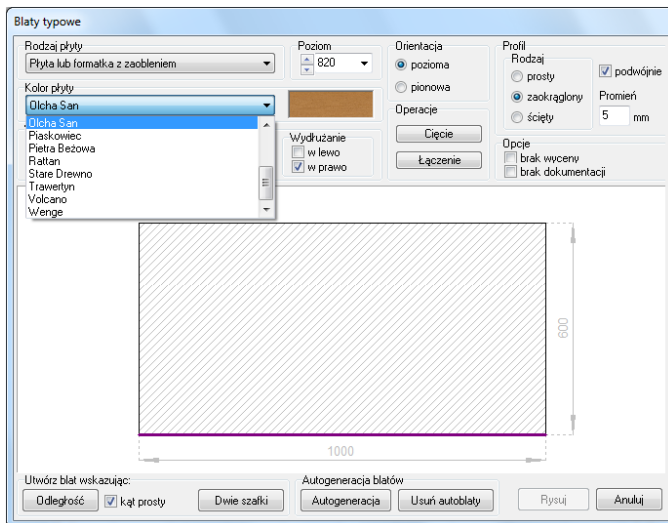 Blaty typowe
Rodzaj płyty
Płyta lub formatka z zaobleniem
Kolor płyty
Olcha San
Olcha San
Piaskowiec
Pietra Beżowa
Rattan
Stare Drewno
Trawertyn
Volcano
Wenge
Poziom
820
Wydłużanie
w lewo
w prawo
Orientacja
pozioma
pionowa
Operacje
Cięcie
Łączenie
Profil
Rodzaj
prosty
zaokrąglony
ścięty
podwójnie
Promień
5 mm
Opcje
brak wyceny
brak dokumentacji
600
1000
Utwórz blat wskazując:
Odległość
kąt prosty
Dwie szafki
Autogeneracja blatów
Autogeneracja
Usuń autoblaty
Rysuj
Anuluj